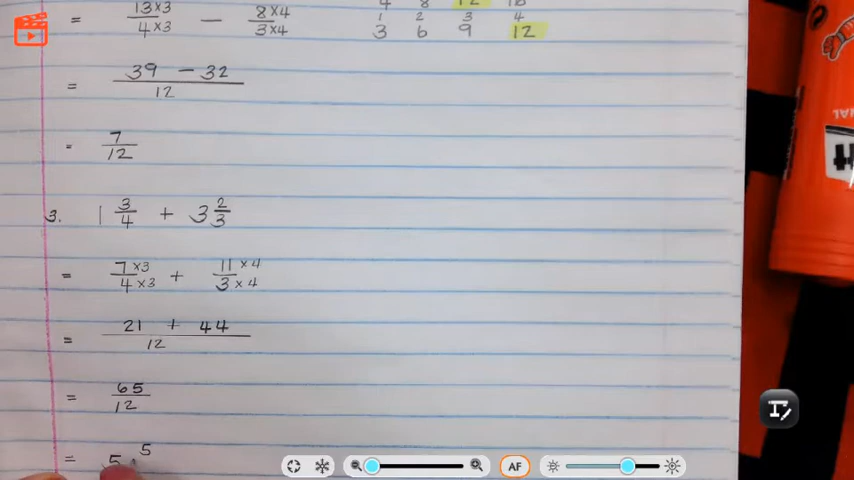 = 13×3/4×3 − 8×4/3×4
4 8 12 16
1 2 3 4
3 6 9 12
= 39 − 32/12
= 7/12
3. 1 3/4 + 3 2/3
= 7×3/4×3 + 11×4/3×4
= 21 + 44/12
= 65/12
= 5 5
AF